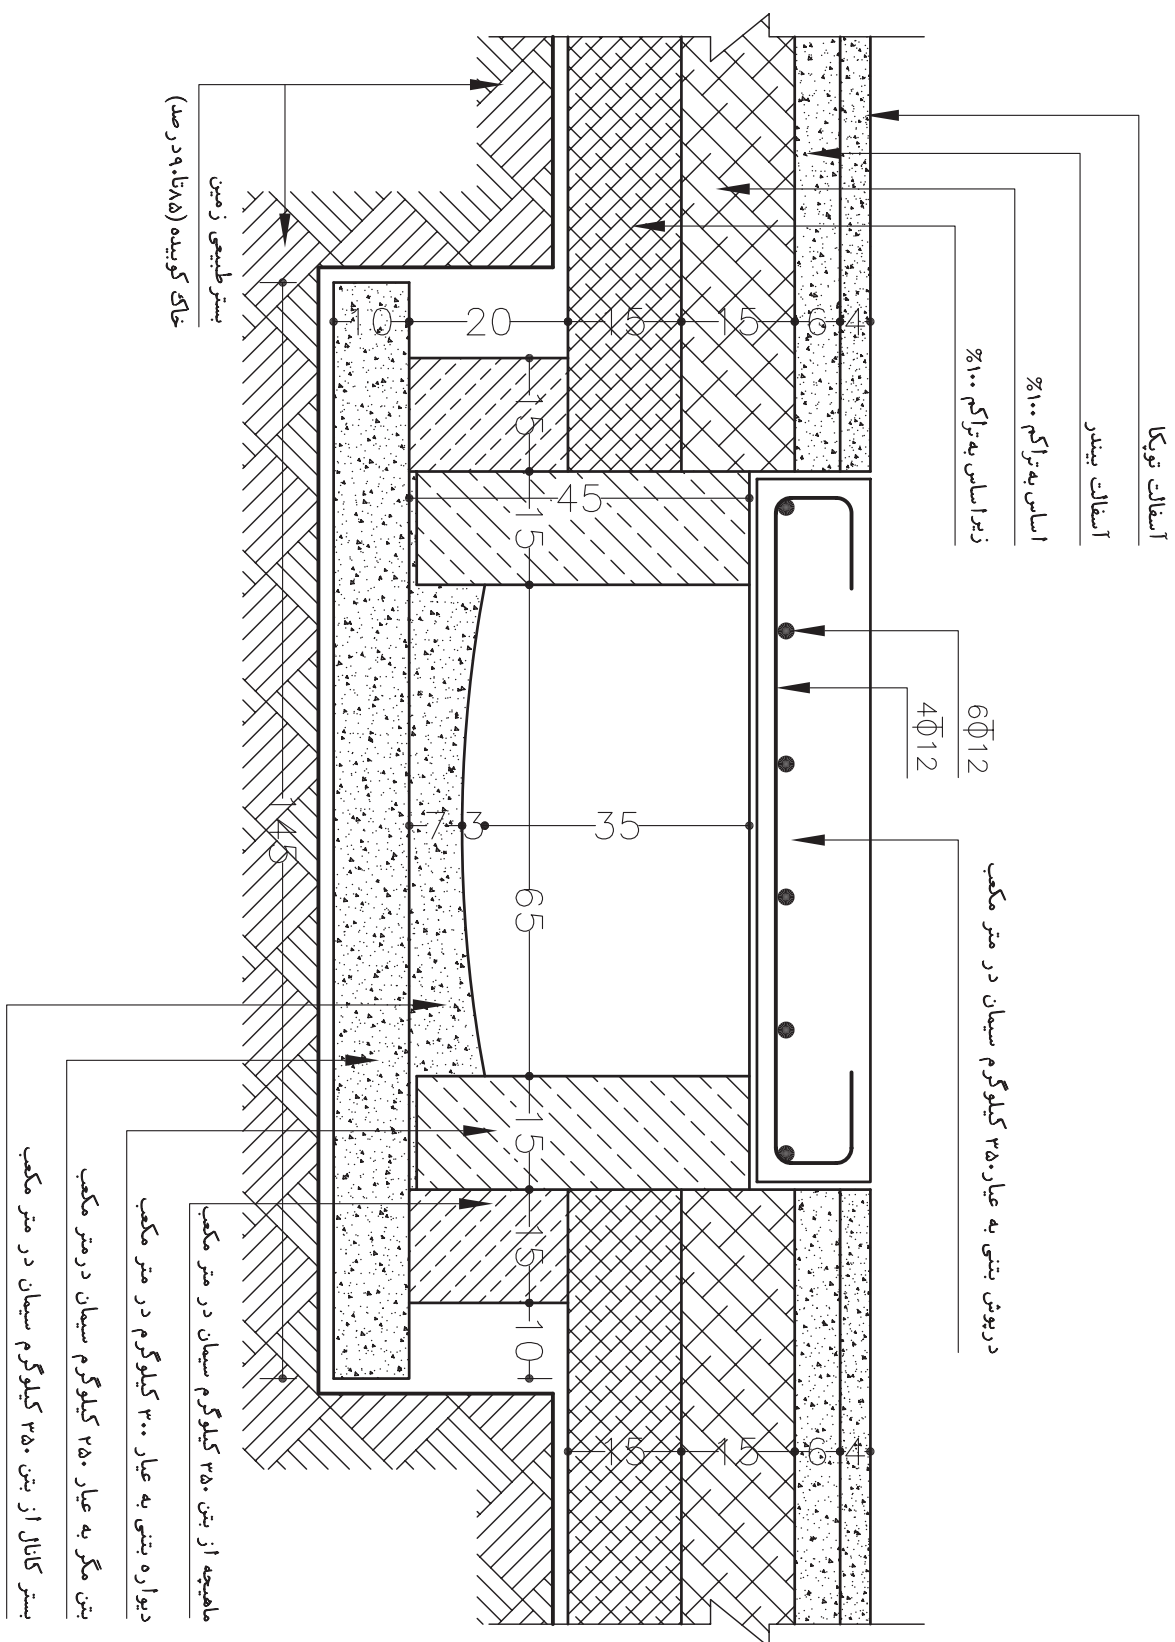 آسفالت توپکا
آسفالت بیندر
اساس به تراکم ۱۰۰%
زیراساس به تراکم ۱۰۰%
6Φ12
4Φ12
درپوش بتنی به عیار ۳۵۰ کیلوگرم سیمان در متر مکعب
4
6
15
15
20
10
4
6
15
15
45
35
3
7
15
15
65
15
15
10
145
بستر طبیعی زمین
خاک کوبیده (۸۵تا۹۰درصد)
ماهیچه از بتن ۳۵۰ کیلوگرم سیمان در متر مکعب
دیواره بتنی به عیار ۳۰۰ کیلوگرم در متر مکعب
بتن مگر به عیار ۲۵۰ کیلوگرم سیمان درمتر مکعب
بستر کانال از بتن ۳۵۰ کیلوگرم سیمان در متر مکعب